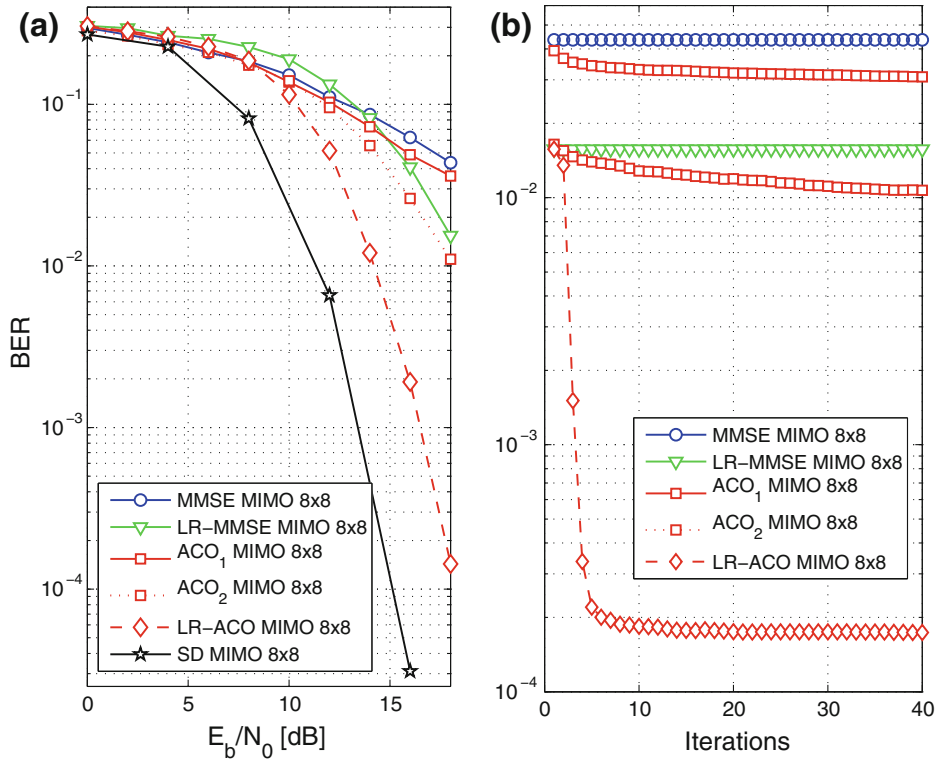 (a)
BER
10⁻¹
10⁻²
10⁻³
10⁻⁴
0 5 10 15
E_b/N_0 [dB]
MMSE MIMO 8x8
LR−MMSE MIMO 8x8
ACO_1 MIMO 8x8
ACO_2 MIMO 8x8
LR−ACO MIMO 8x8
SD MIMO 8x8
(b)
10⁻²
10⁻³
10⁻⁴
0 10 20 30 40
Iterations
MMSE MIMO 8x8
LR−MMSE MIMO 8x8
ACO_1 MIMO 8x8
ACO_2 MIMO 8x8
LR−ACO MIMO 8x8